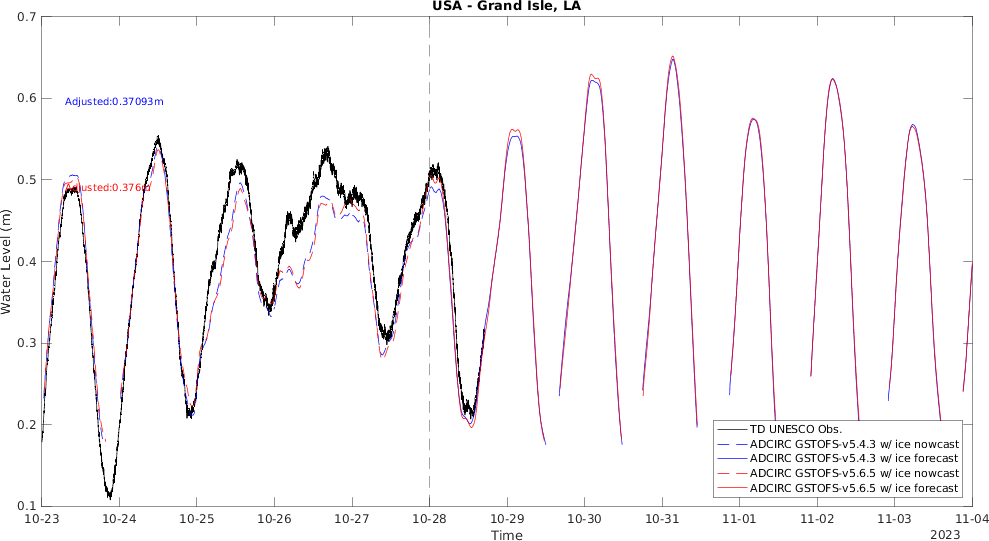 USA - Grand Isle, LA
0.7
0.6
0.5
0.4
0.3
0.2
0.1
Water Level (m)
Adjusted:0.37093m
Adjusted:0.376m
TD UNESCO Obs.
ADCIRC GSTOFS-v5.4.3 w/ ice nowcast
ADCIRC GSTOFS-v5.4.3 w/ ice forecast
ADCIRC GSTOFS-v5.6.5 w/ ice nowcast
ADCIRC GSTOFS-v5.6.5 w/ ice forecast
10-23 10-24 10-25 10-26 10-27 10-28 10-29 10-30 10-31 11-01 11-02 11-03 11-04
Time
2023